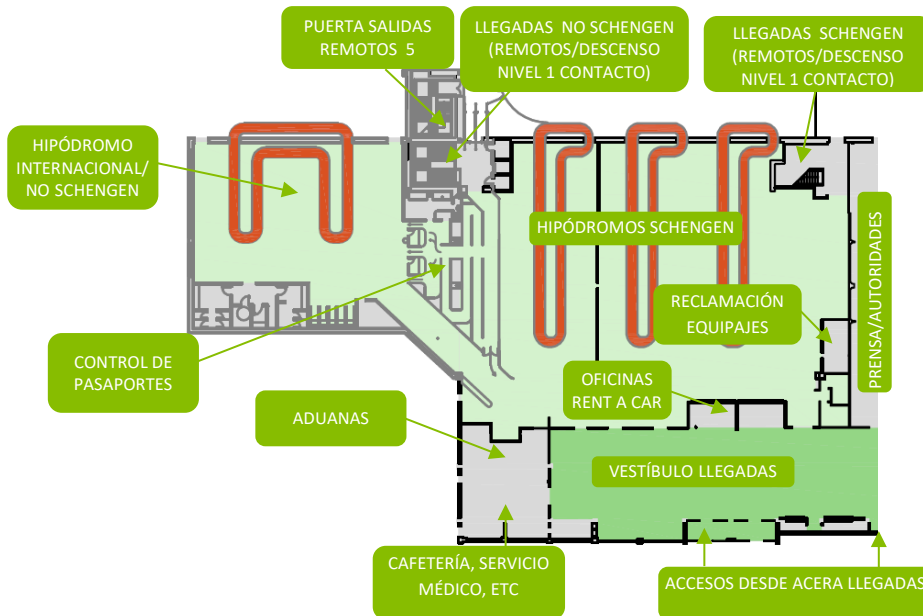 PUERTA SALIDAS
REMOTOS 5
LLEGADAS NO SCHENGEN
(REMOTOS/DESCENSO
NIVEL 1 CONTACTO)
LLEGADAS SCHENGEN
(REMOTOS/DESCENSO
NIVEL 1 CONTACTO)
HIPÓDROMO
INTERNACIONAL/
NO SCHENGEN
HIPÓDROMOS SCHENGEN
PRENSA/AUTORIDADES
RECLAMACIÓN
EQUIPAJES
CONTROL DE
PASAPORTES
OFICINAS
RENT A CAR
ADUANAS
VESTÍBULO LLEGADAS
CAFETERÍA, SERVICIO
MÉDICO, ETC
ACCESOS DESDE ACERA LLEGADAS